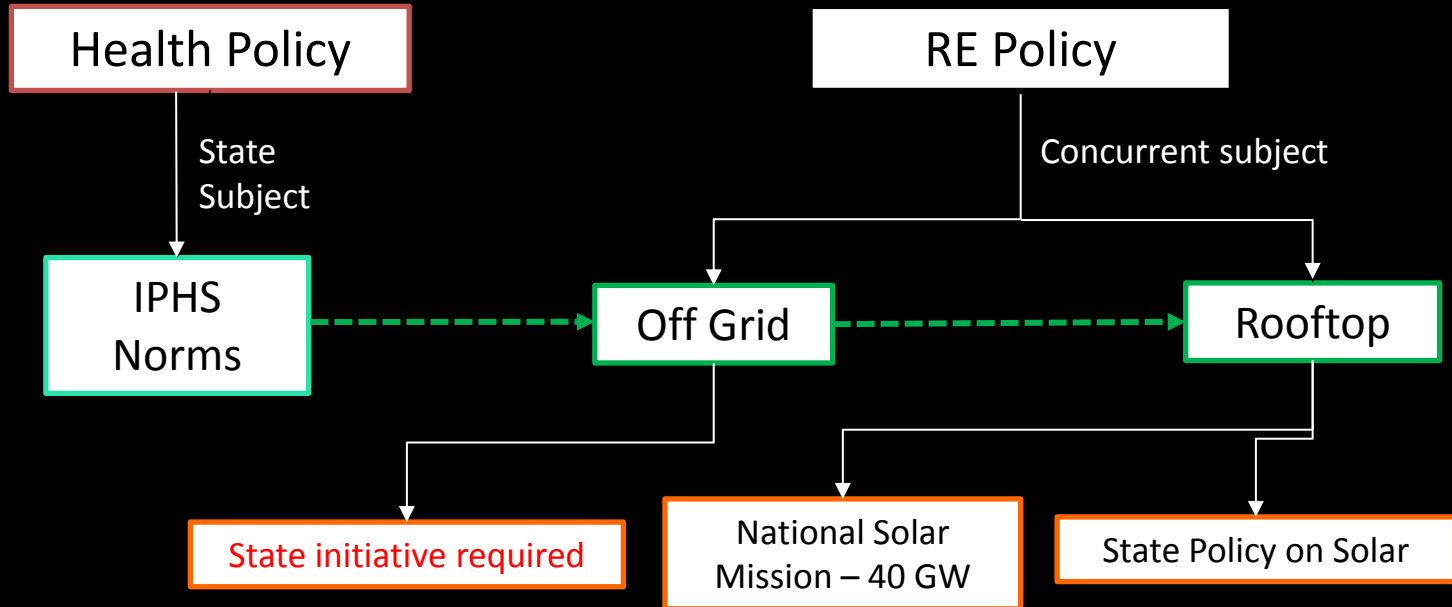 Health Policy
RE Policy
State
Subject
Concurrent subject
IPHS
Norms
Off Grid
Rooftop
State initiative required
National Solar
Mission – 40 GW
State Policy on Solar